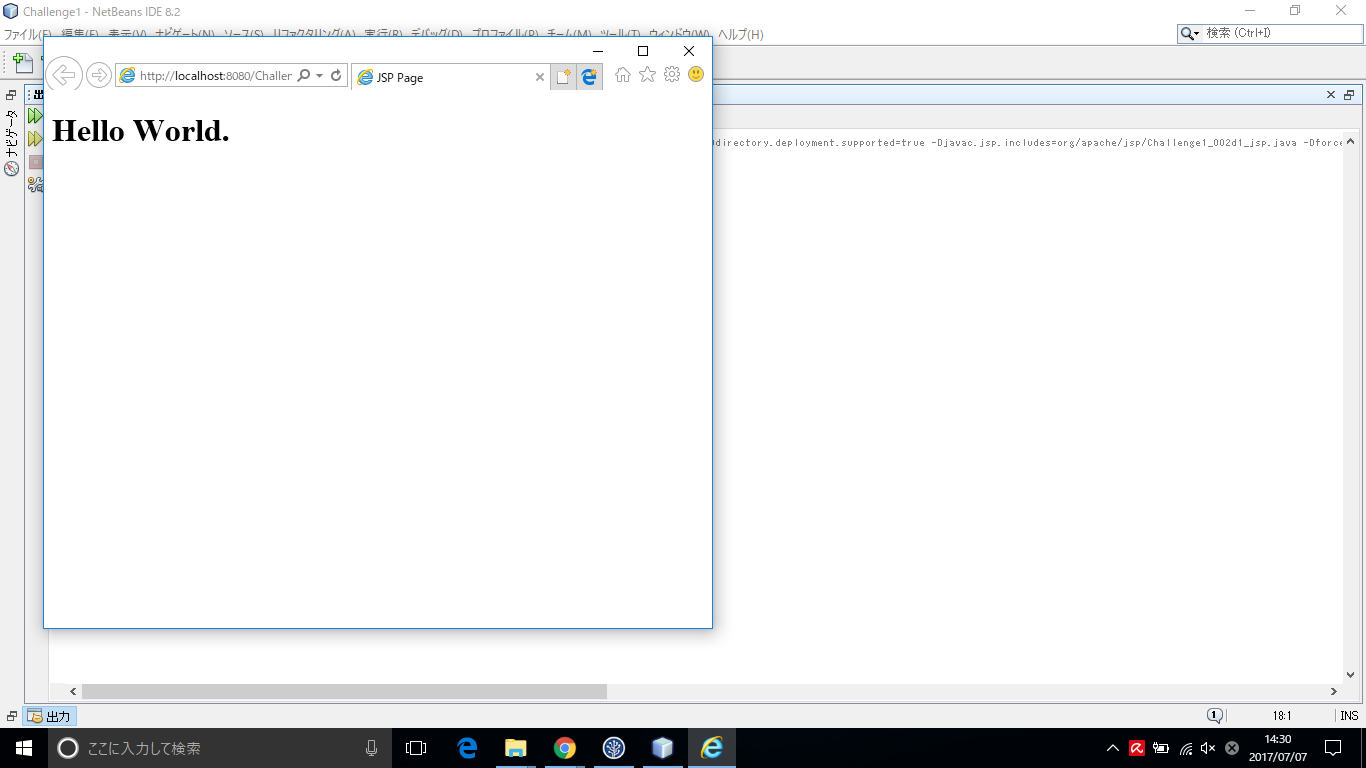 Challenge1 - NetBeans IDE 8.2
ファイル(F) 編集(E) 表示(V) ナビゲート(N) ソース(S) リファクタリング(A) 実行(R) デバッグ(D) プロファイル(P) チーム(M) ツール(T) ウィンドウ(W) ヘルプ(H)
検索 (Ctrl+I)
http://localhost:8080/Challer
JSP Page
Hello World.
directory.deployment.supported=true -Djavac.jsp.includes=org/apache/jsp/Challenge1_002d1_jsp.java -Dforce
ナビゲータ
出力
1
18:1
INS
ここに入力して検索
14:30
2017/07/07